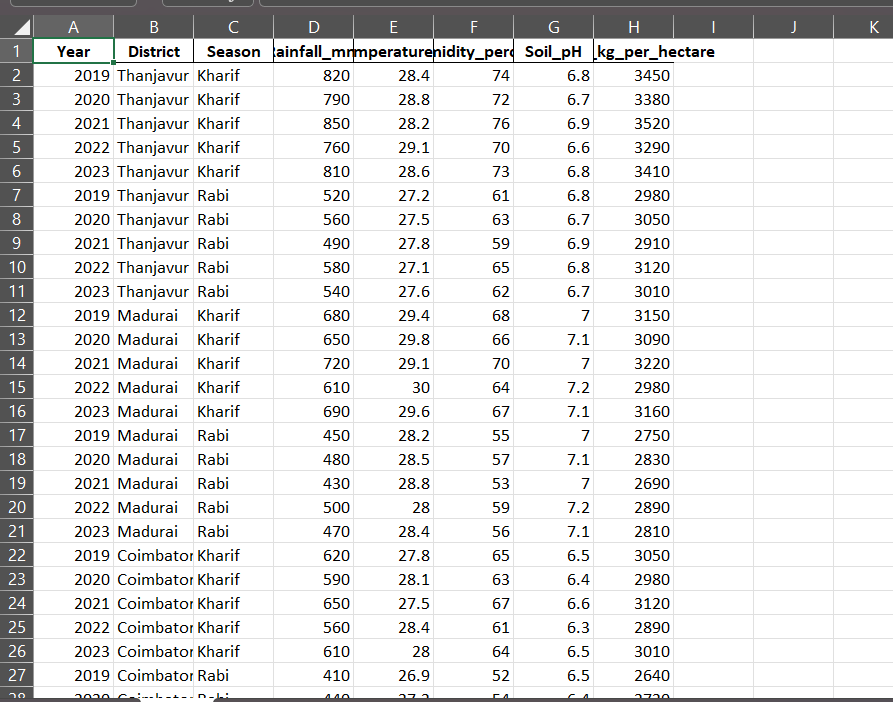 A B C D E F G H I J K
1 Year District Season Rainfall_mm mperature nidity_perc Soil_pH _kg_per_hectare
2 2019 Thanjavur Kharif 820 28.4 74 6.8 3450
3 2020 Thanjavur Kharif 790 28.8 72 6.7 3380
4 2021 Thanjavur Kharif 850 28.2 76 6.9 3520
5 2022 Thanjavur Kharif 760 29.1 70 6.6 3290
6 2023 Thanjavur Kharif 810 28.6 73 6.8 3410
7 2019 Thanjavur Rabi 520 27.2 61 6.8 2980
8 2020 Thanjavur Rabi 560 27.5 63 6.7 3050
9 2021 Thanjavur Rabi 490 27.8 59 6.9 2910
10 2022 Thanjavur Rabi 580 27.1 65 6.8 3120
11 2023 Thanjavur Rabi 540 27.6 62 6.7 3010
12 2019 Madurai Kharif 680 29.4 68 7 3150
13 2020 Madurai Kharif 650 29.8 66 7.1 3090
14 2021 Madurai Kharif 720 29.1 70 7 3220
15 2022 Madurai Kharif 610 30 64 7.2 2980
16 2023 Madurai Kharif 690 29.6 67 7.1 3160
17 2019 Madurai Rabi 450 28.2 55 7 2750
18 2020 Madurai Rabi 480 28.5 57 7.1 2830
19 2021 Madurai Rabi 430 28.8 53 7 2690
20 2022 Madurai Rabi 500 28 59 7.2 2890
21 2023 Madurai Rabi 470 28.4 56 7.1 2810
22 2019 Coimbator Kharif 620 27.8 65 6.5 3050
23 2020 Coimbator Kharif 590 28.1 63 6.4 2980
24 2021 Coimbator Kharif 650 27.5 67 6.6 3120
25 2022 Coimbator Kharif 560 28.4 61 6.3 2890
26 2023 Coimbator Kharif 610 28 64 6.5 3010
27 2019 Coimbator Rabi 410 26.9 52 6.5 2640